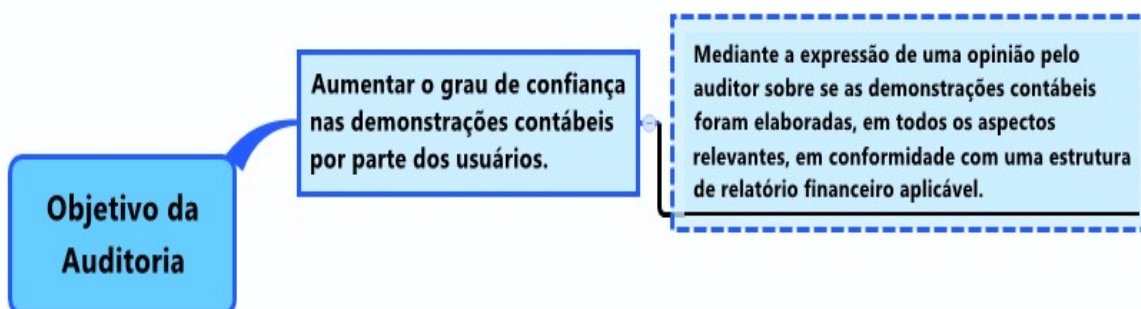 Objetivo da
Auditoria
Aumentar o grau de confiança
nas demonstrações contábeis
por parte dos usuários.
Mediante a expressão de uma opinião pelo
auditor sobre se as demonstrações contábeis
foram elaboradas, em todos os aspectos
relevantes, em conformidade com uma estrutura
de relatório financeiro aplicável.